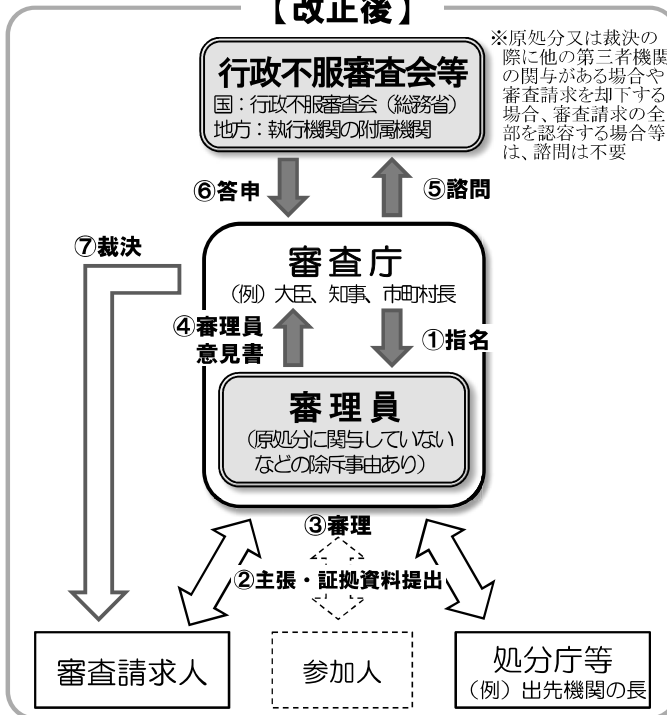 【改正後】
行政不服審査会等
国：行政不服審査会（総務省）
地方：執行機関の附属機関
※原処分又は裁決の
際に他の第三者機関
の関与がある場合や
審査請求を却下する
場合、審査請求の全
部を認容する場合等
は、諮問は不要
⑥答申
⑤諮問
⑦裁決
審査庁
（例）大臣、知事、市町村長
④審理員
意見書
①指名
審理員
（原処分に関与していない
などの除斥事由あり）
③審理
②主張・証拠資料提出
審査請求人
参加人
処分庁等
（例）出先機関の長